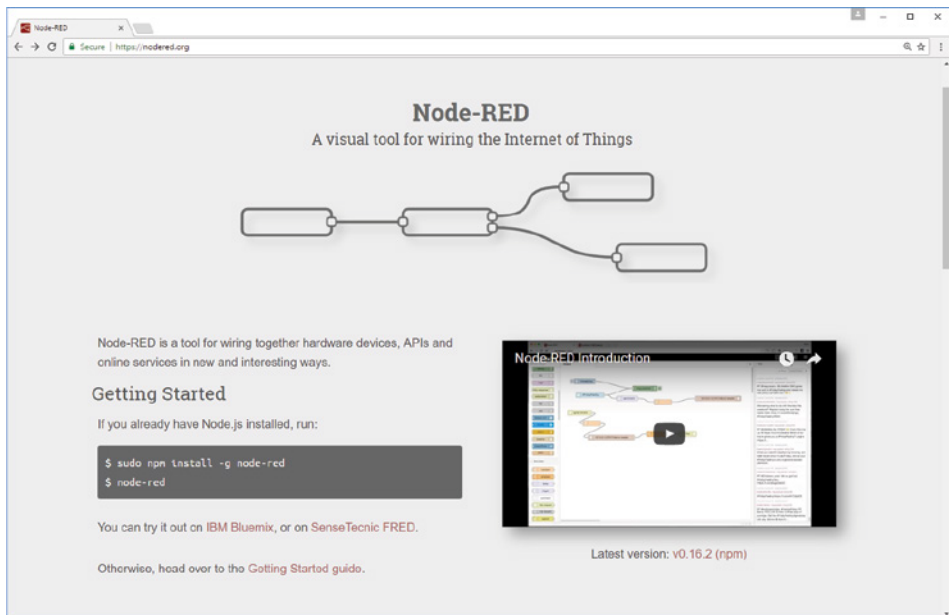 Node-RED
Secure | https://nodered.org
Node-RED
A visual tool for wiring the Internet of Things
Node-RED is a tool for wiring together hardware devices, APIs and
online services in new and interesting ways.
Getting Started
If you already have Node.js installed, run:
$ sudo npm install -g node-red
$ node-red
You can try it out on IBM Bluemix, or on SenseTecnic FRED.
Otherwise, head over to the Getting Started guide.
Node-RED Introduction
Latest version: v0.16.2 (npm)